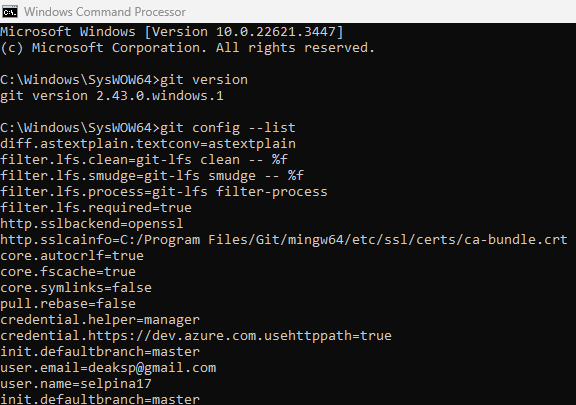 Windows Command Processor
Microsoft Windows [Version 10.0.22621.3447]
(c) Microsoft Corporation. All rights reserved.
C:\Windows\SysWOW64>git version
git version 2.43.0.windows.1
C:\Windows\SysWOW64>git config --list
diff.astextplain.textconv=astextplain
filter.lfs.clean=git-lfs clean -- %f
filter.lfs.smudge=git-lfs smudge -- %f
filter.lfs.process=git-lfs filter-process
filter.lfs.required=true
http.sslbackend=openssl
http.sslcainfo=C:/Program Files/Git/mingw64/etc/ssl/certs/ca-bundle.crt
core.autocrlf=true
core.fscache=true
core.symlinks=false
pull.rebase=false
credential.helper=manager
credential.https://dev.azure.com.usehttppath=true
init.defaultbranch=master
user.email=deaksp@gmail.com
user.name=selpina17
init.defaultbranch=master